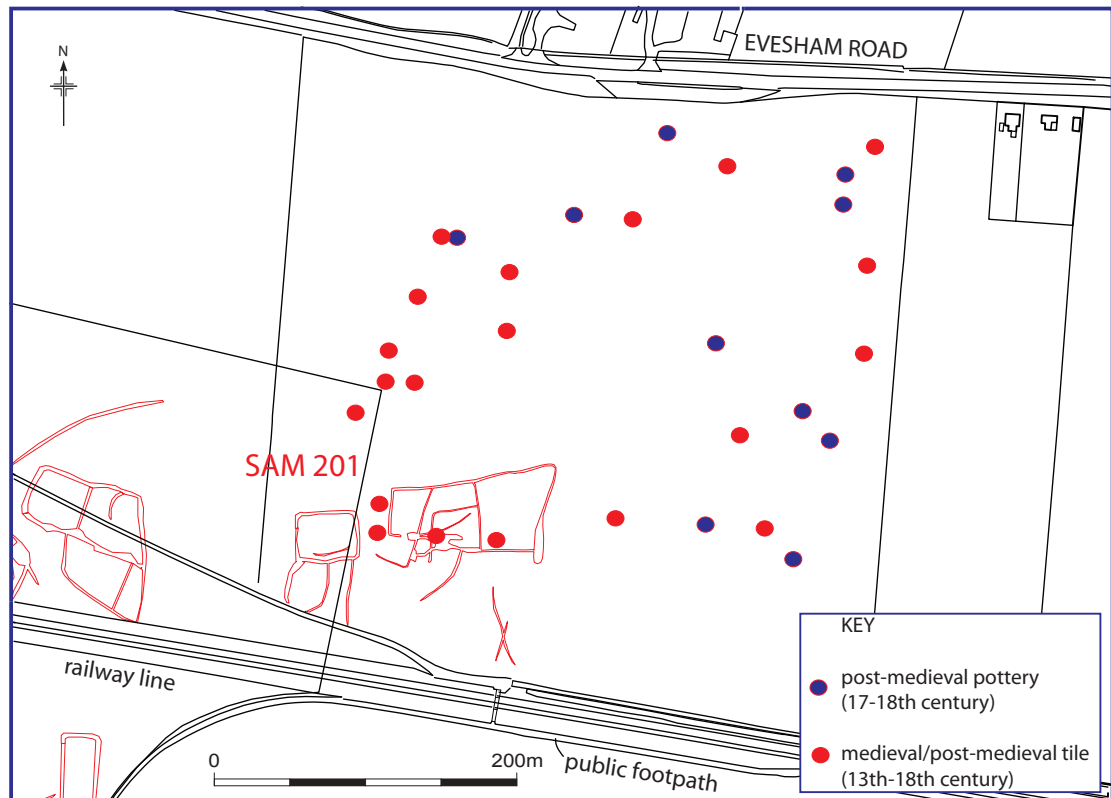 EVESHAM ROAD
N
SAM 201
railway line
public footpath
0
200m
KEY
post-medieval pottery
(17-18th century)
medieval/post-medieval tile
(13th-18th century)